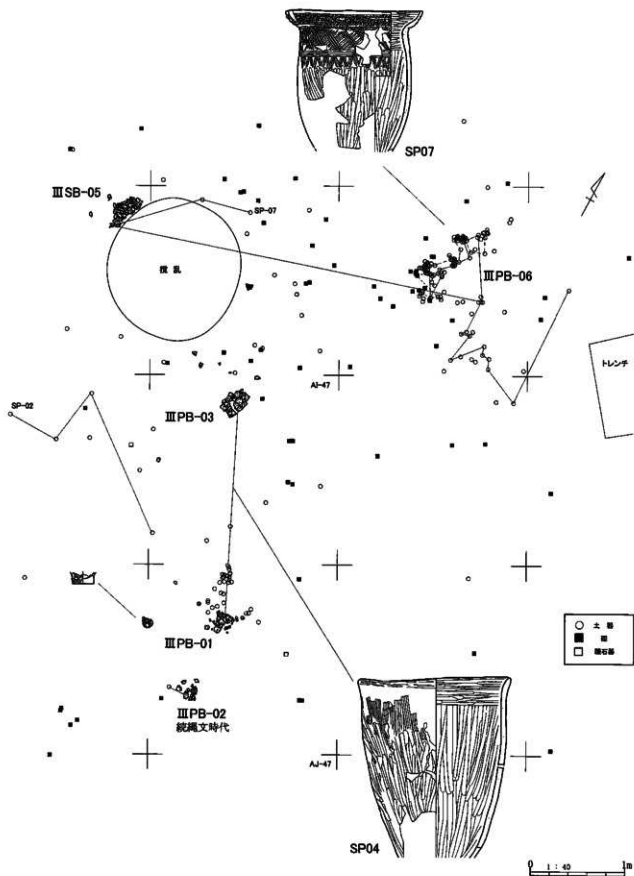 SP07
ⅢSB-05
SP-07
撹乱
ⅢPB-06
トレンチ
AI-47
SP-02
ⅢPB-03
○ 土器
■ 礫
□ 礫石器
ⅢPB-01
ⅢPB-02
続縄文時代
AJ-47
SP04
0 1:40 1m